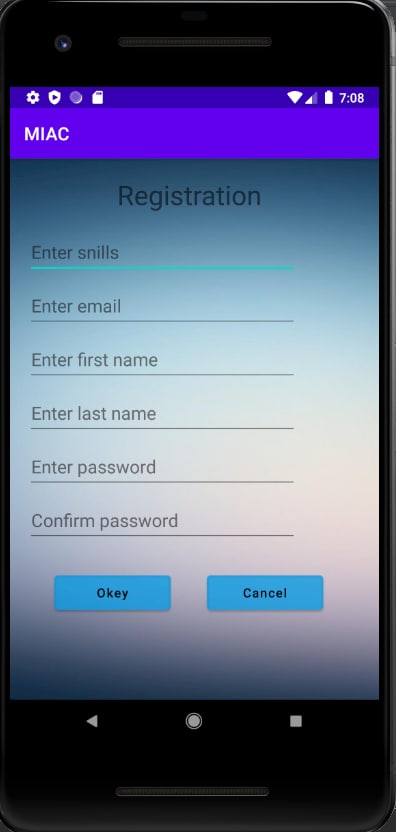 7:08
MIAC
Registration
Enter snills
Enter email
Enter first name
Enter last name
Enter password
Confirm password
Okey
Cancel